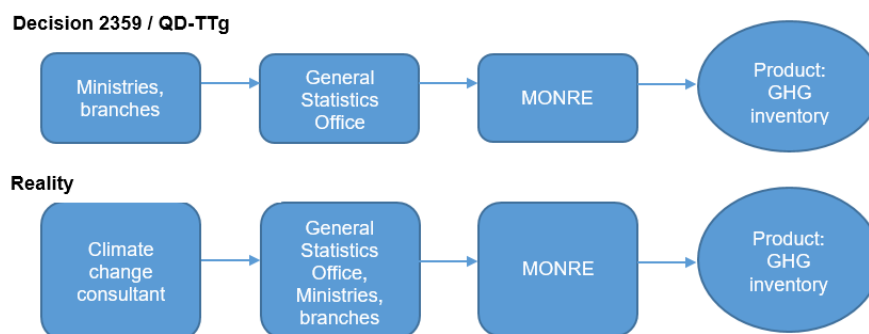 Decision 2359 / QD-TTg
Ministries,
branches
General
Statistics
Office
MONRE
Product:
GHG
inventory
Reality
Climate
change
consultant
General
Statistics
Office,
Ministries,
branches
MONRE
Product:
GHG
inventory